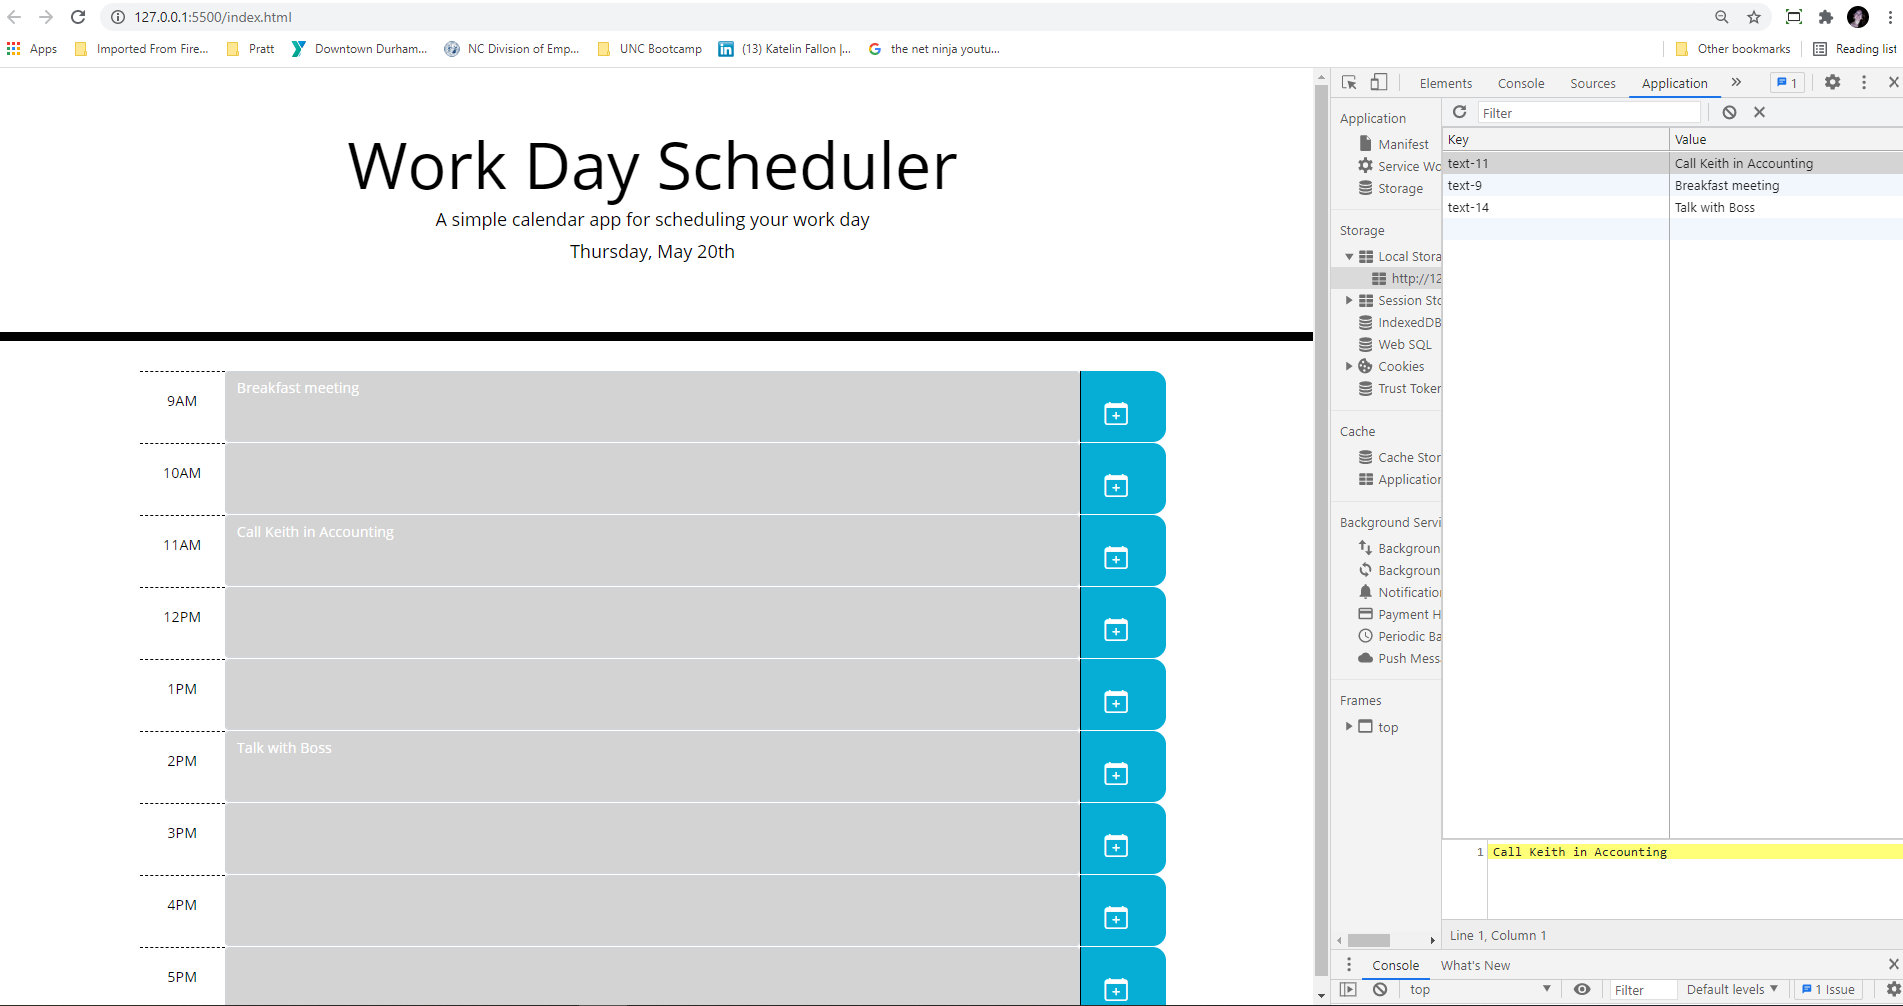 127.0.0.1:5500/index.html
Apps Imported From Fire... Pratt Downtown Durham... NC Division of Emp... UNC Bootcamp (13) Katelin Fallon |... the net ninja youtu... Other bookmarks Reading list
Work Day Scheduler
A simple calendar app for scheduling your work day
Thursday, May 20th
9AM Breakfast meeting
10AM
11AM Call Keith in Accounting
12PM
1PM
2PM Talk with Boss
3PM
4PM
5PM
Elements Console Sources Application » 1
Filter
Application
Manifest
Service Wo
Storage
Storage
Local Stora
http://12
Session Sto
IndexedDB
Web SQL
Cookies
Trust Token
Cache
Cache Stor
Application
Background Servi
Backgroun
Backgroun
Notification
Payment H
Periodic Ba
Push Mess
Frames
top
Key Value
text-11 Call Keith in Accounting
text-9 Breakfast meeting
text-14 Talk with Boss
1 Call Keith in Accounting
Line 1, Column 1
Console What's New
top Filter Default levels 1 Issue